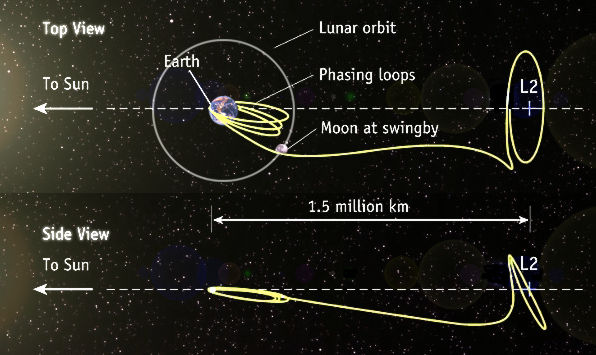 Top View
Lunar orbit
Earth
To Sun
Phasing loops
L2
Moon at swingby
1.5 million km
Side View
To Sun
L2